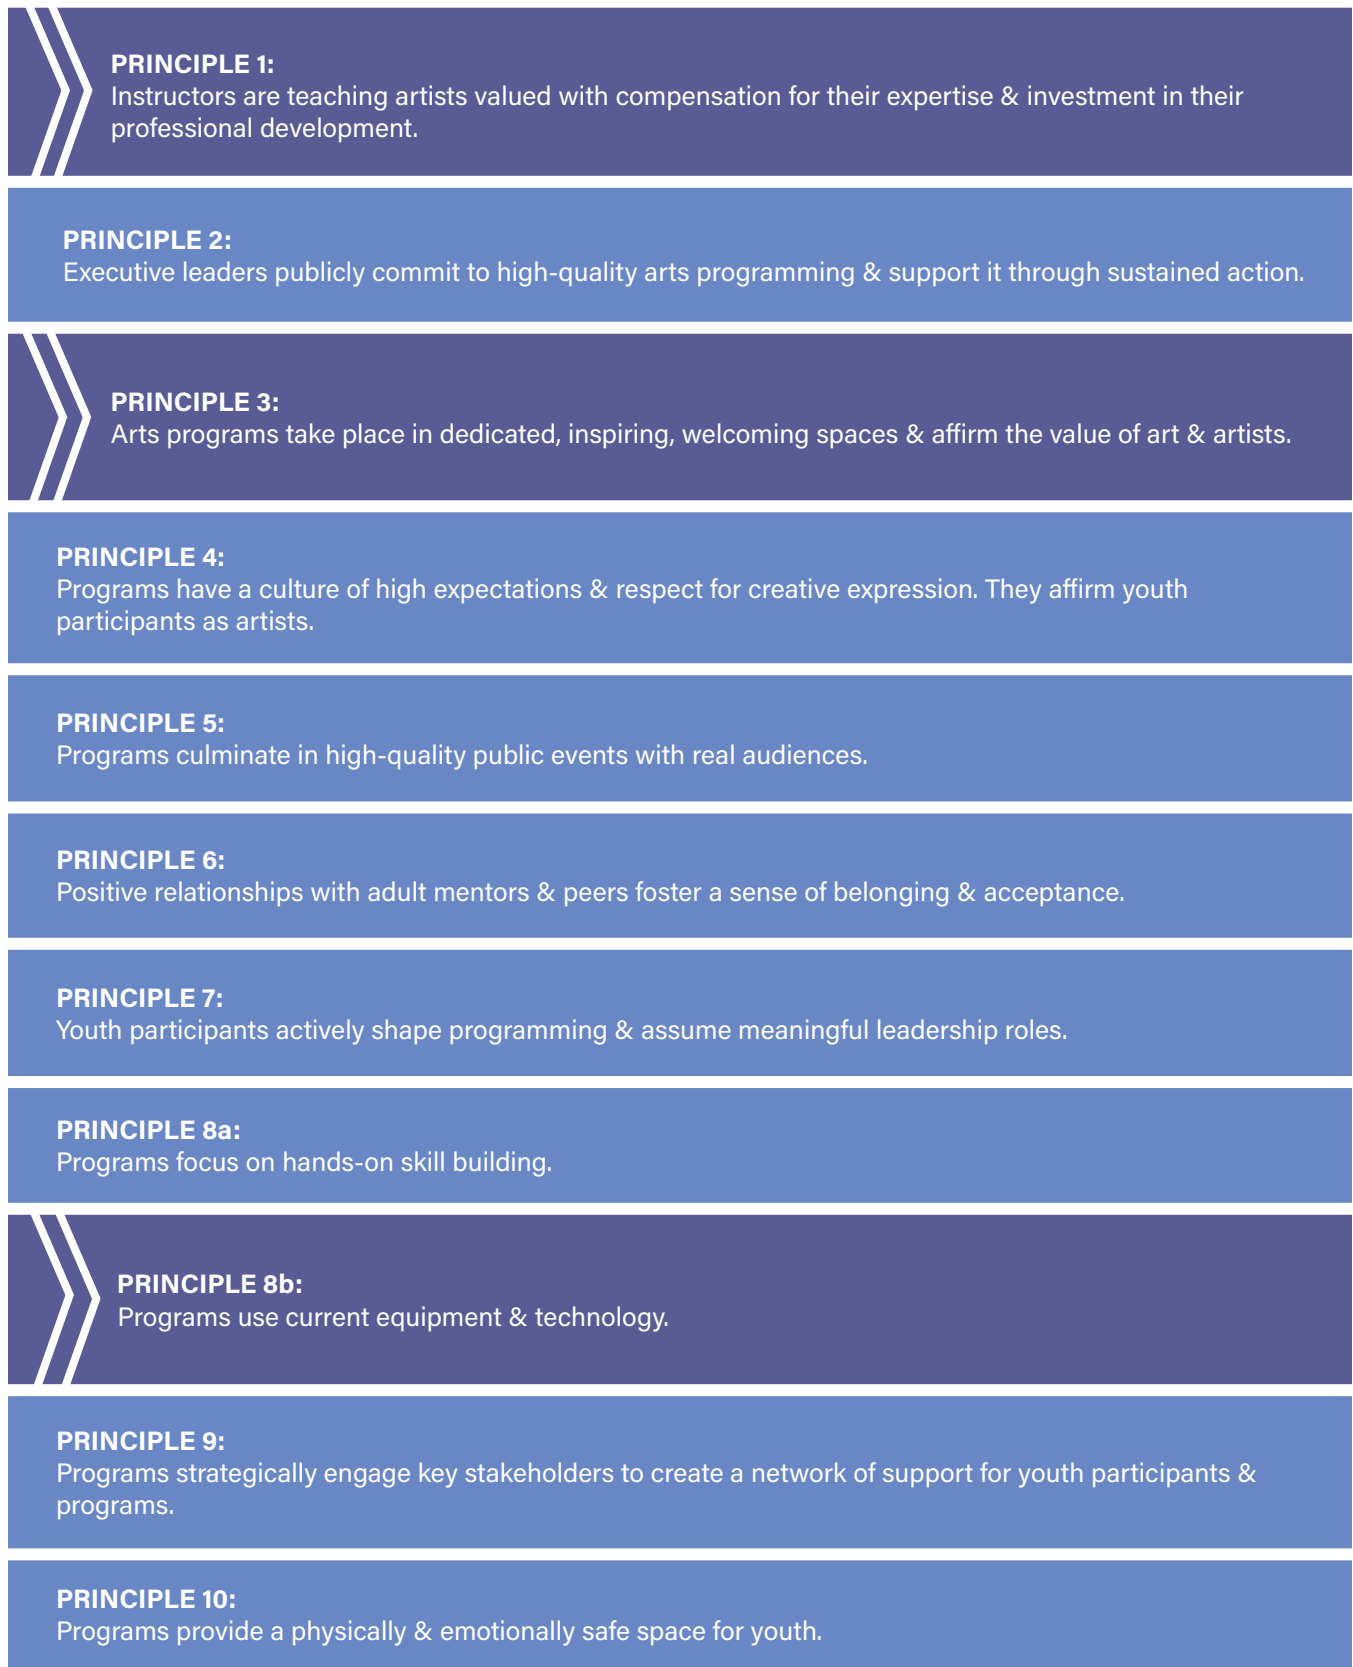 PRINCIPLE 1:
Instructors are teaching artists valued with compensation for their expertise & investment in their
professional development.
PRINCIPLE 2:
Executive leaders publicly commit to high-quality arts programming & support it through sustained action.
PRINCIPLE 3:
Arts programs take place in dedicated, inspiring, welcoming spaces & affirm the value of art & artists.
PRINCIPLE 4:
Programs have a culture of high expectations & respect for creative expression. They affirm youth
participants as artists.
PRINCIPLE 5:
Programs culminate in high-quality public events with real audiences.
PRINCIPLE 6:
Positive relationships with adult mentors & peers foster a sense of belonging & acceptance.
PRINCIPLE 7:
Youth participants actively shape programming & assume meaningful leadership roles.
PRINCIPLE 8a:
Programs focus on hands-on skill building.
PRINCIPLE 8b:
Programs use current equipment & technology.
PRINCIPLE 9:
Programs strategically engage key stakeholders to create a network of support for youth participants &
programs.
PRINCIPLE 10:
Programs provide a physically & emotionally safe space for youth.